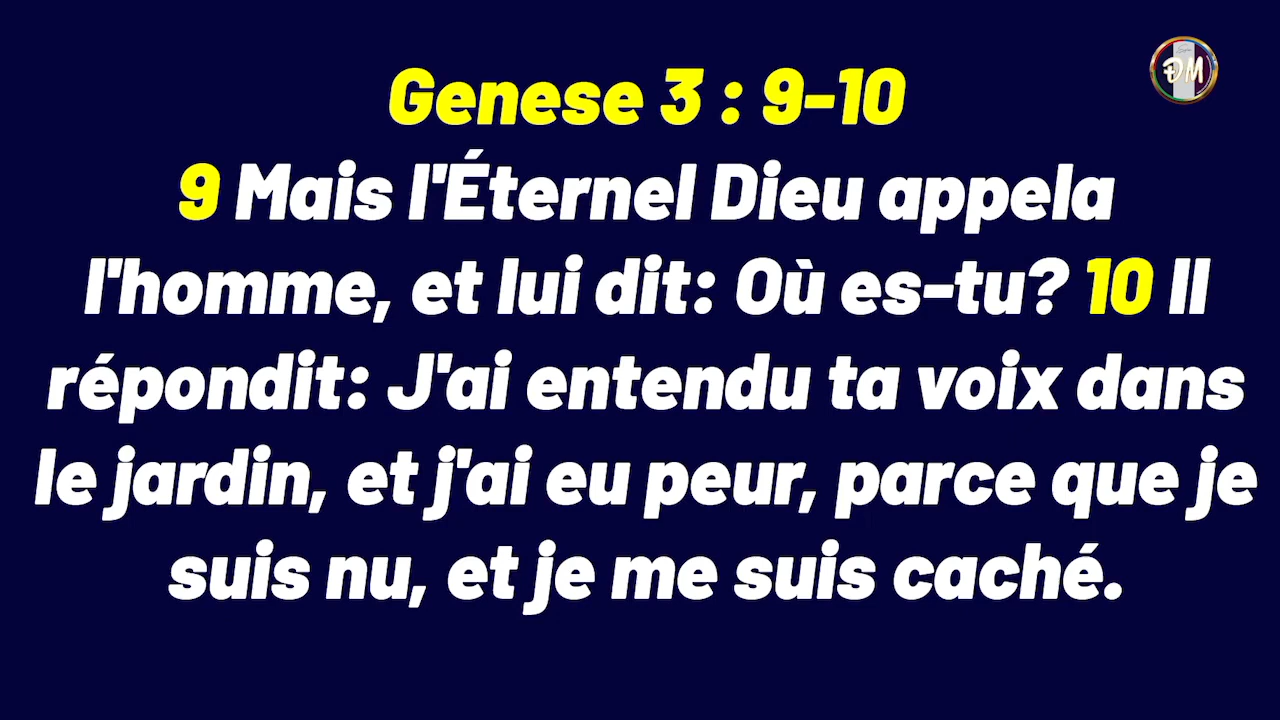 Genese 3 : 9-10
9 Mais l'Éternel Dieu appela
l'homme, et lui dit: Où es-tu? 10 Il
répondit: J'ai entendu ta voix dans
le jardin, et j'ai eu peur, parce que je
suis nu, et je me suis caché.
ĐM